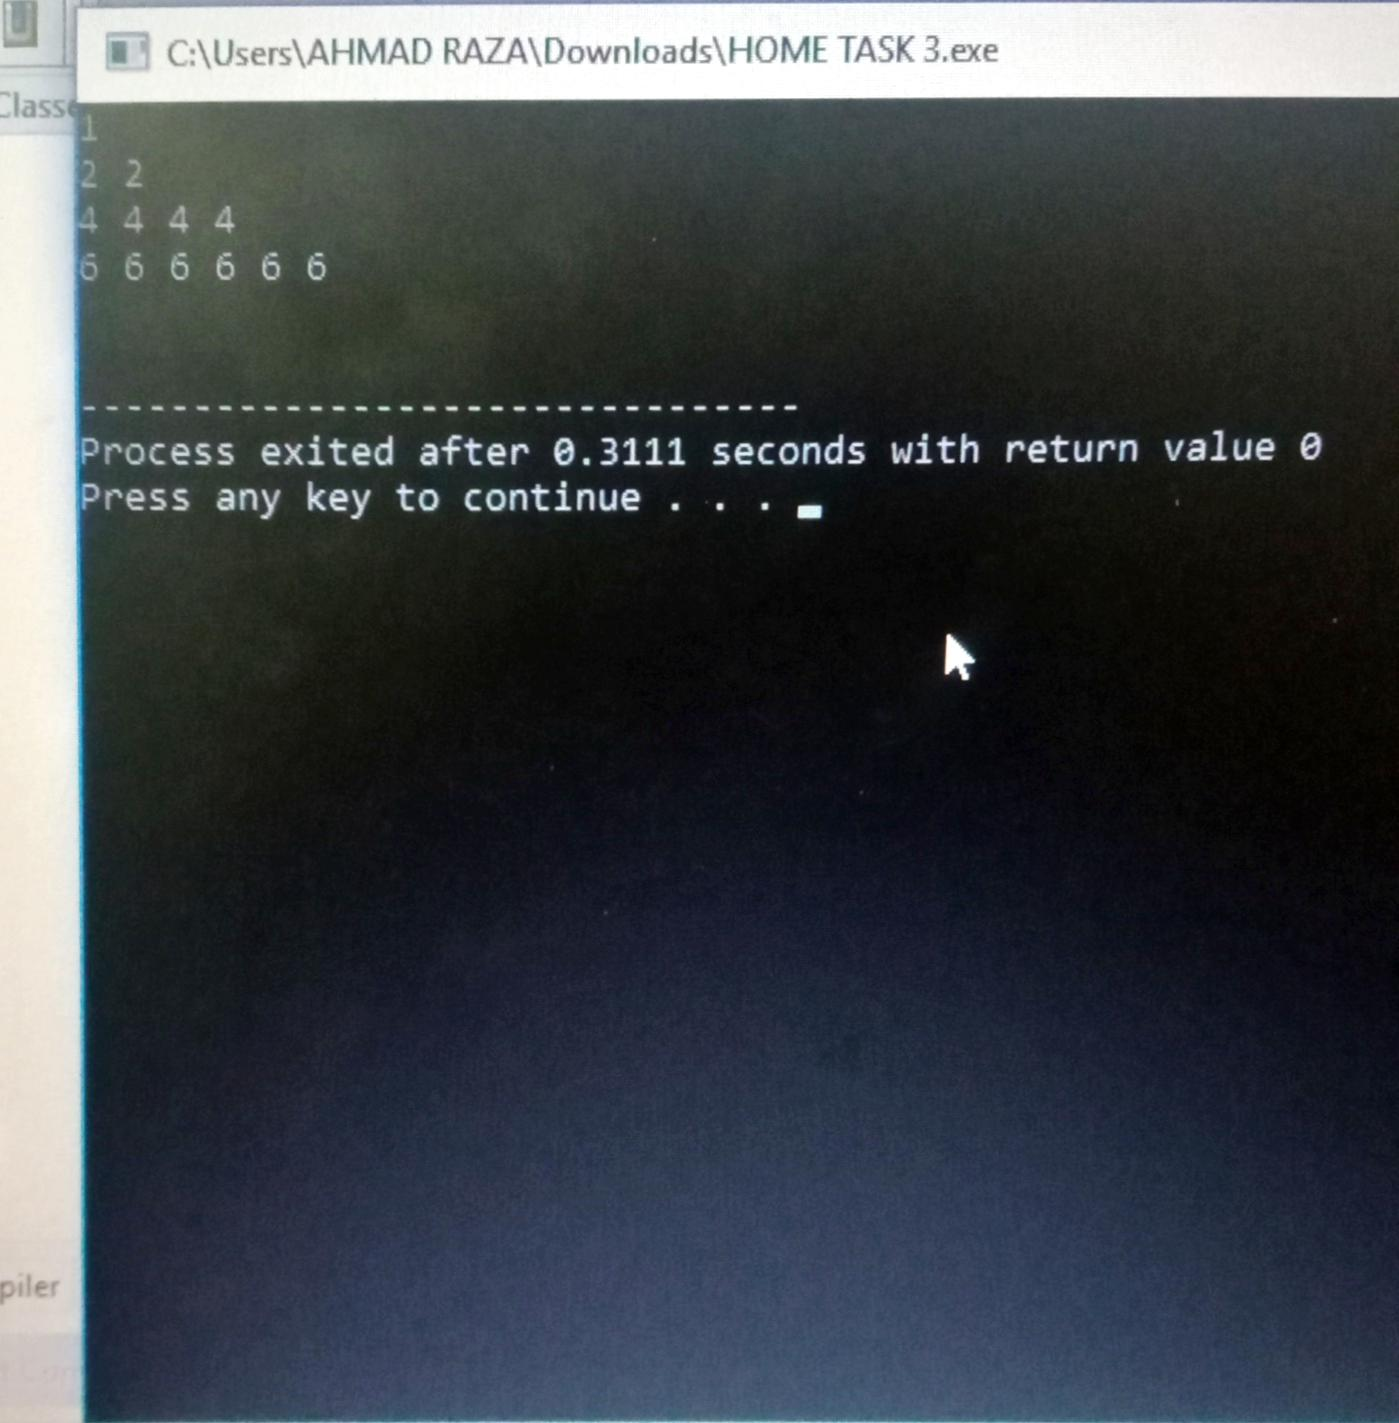 C:\Users\AHMAD RAZA\Downloads\HOME TASK 3.exe
Classe
1
2 2
4 4 4 4
6 6 6 6 6 6
--------------------------------
Process exited after 0.3111 seconds with return value 0
Press any key to continue . . .
piler